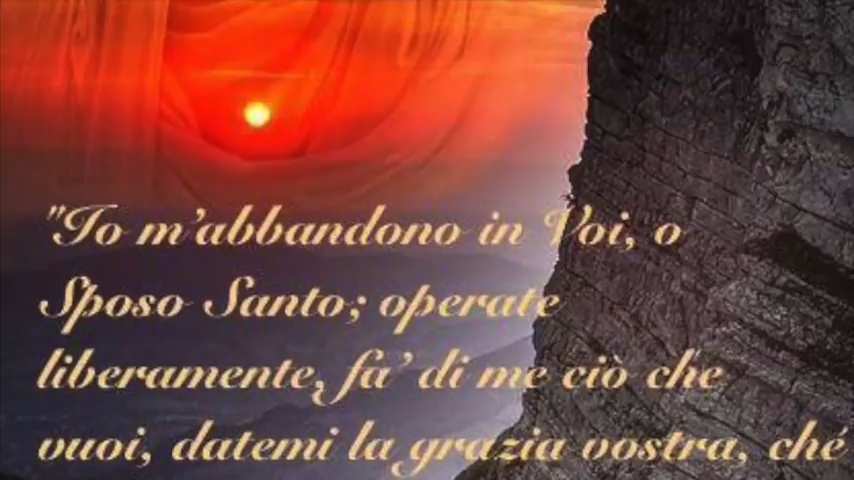 "Io m'abbandono in Voi, o
Sposo Santo; operate
liberamente, fa' di me ciò che
vuoi, datemi la grazia vostra, ché